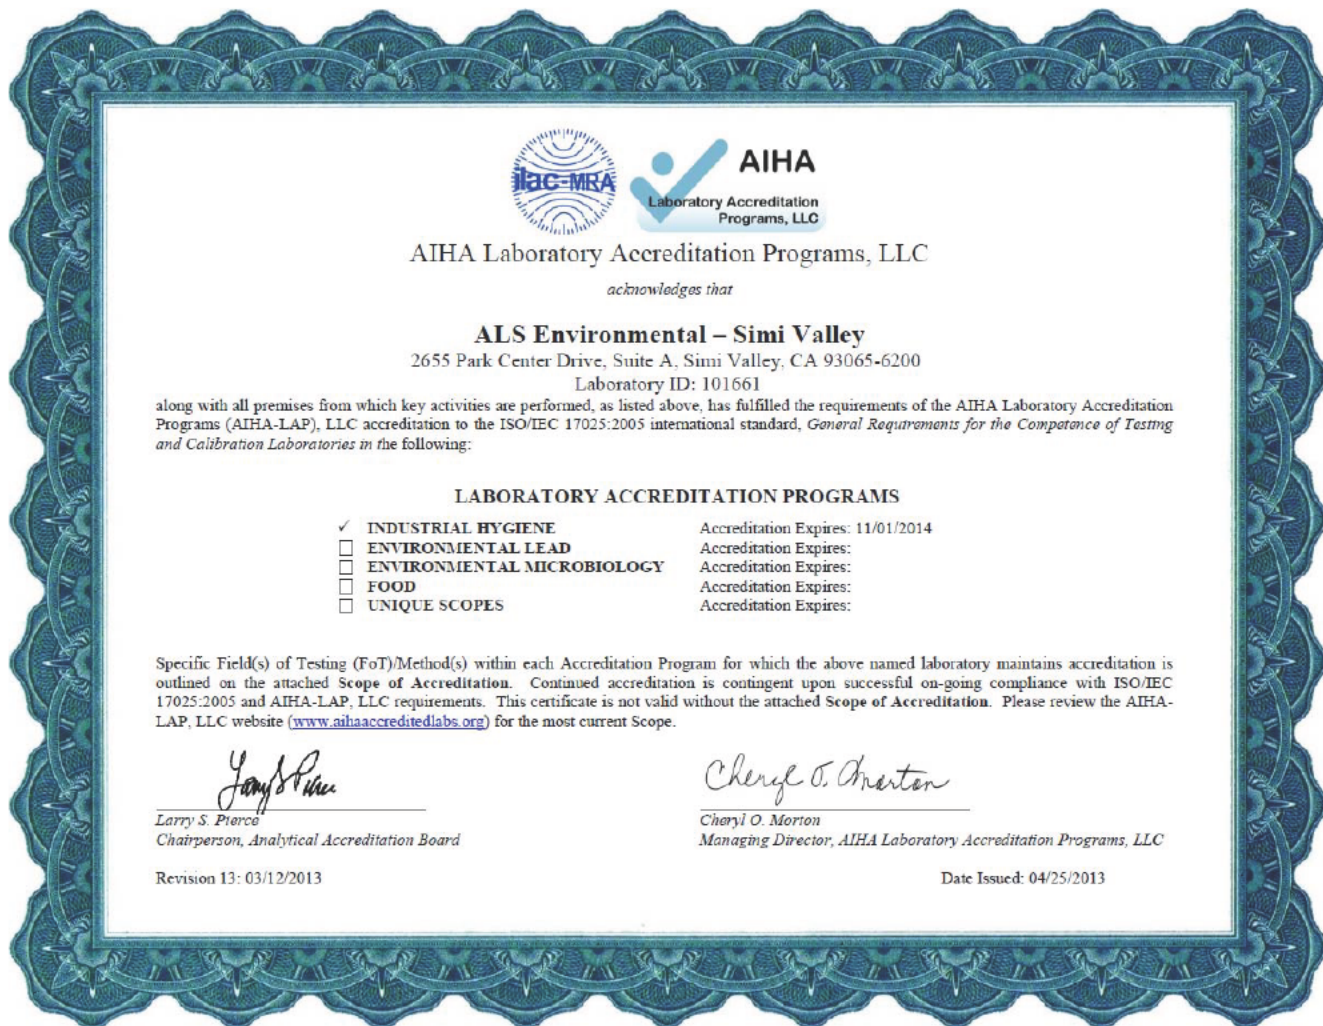 ilac-MRA
AIHA
Laboratory Accreditation
Programs, LLC
AIHA Laboratory Accreditation Programs, LLC
acknowledges that
ALS Environmental – Simi Valley
2655 Park Center Drive, Suite A, Simi Valley, CA 93065-6200
Laboratory ID: 101661
along with all premises from which key activities are performed, as listed above, has fulfilled the requirements of the AIHA Laboratory Accreditation
Programs (AIHA-LAP), LLC accreditation to the ISO/IEC 17025:2005 international standard, General Requirements for the Competence of Testing
and Calibration Laboratories in the following:
LABORATORY ACCREDITATION PROGRAMS
✓ INDUSTRIAL HYGIENE Accreditation Expires: 11/01/2014
☐ ENVIRONMENTAL LEAD Accreditation Expires:
☐ ENVIRONMENTAL MICROBIOLOGY Accreditation Expires:
☐ FOOD Accreditation Expires:
☐ UNIQUE SCOPES Accreditation Expires:
Specific Field(s) of Testing (FoT)/Method(s) within each Accreditation Program for which the above named laboratory maintains accreditation is
outlined on the attached Scope of Accreditation. Continued accreditation is contingent upon successful on-going compliance with ISO/IEC
17025:2005 and AIHA-LAP, LLC requirements. This certificate is not valid without the attached Scope of Accreditation. Please review the AIHA-
LAP, LLC website (www.aihaaccreditedlabs.org) for the most current Scope.
Larry S Pierce Cheryl O. Morton
Larry S. Pierce Cheryl O. Morton
Chairperson, Analytical Accreditation Board Managing Director, AIHA Laboratory Accreditation Programs, LLC
Revision 13: 03/12/2013 Date Issued: 04/25/2013